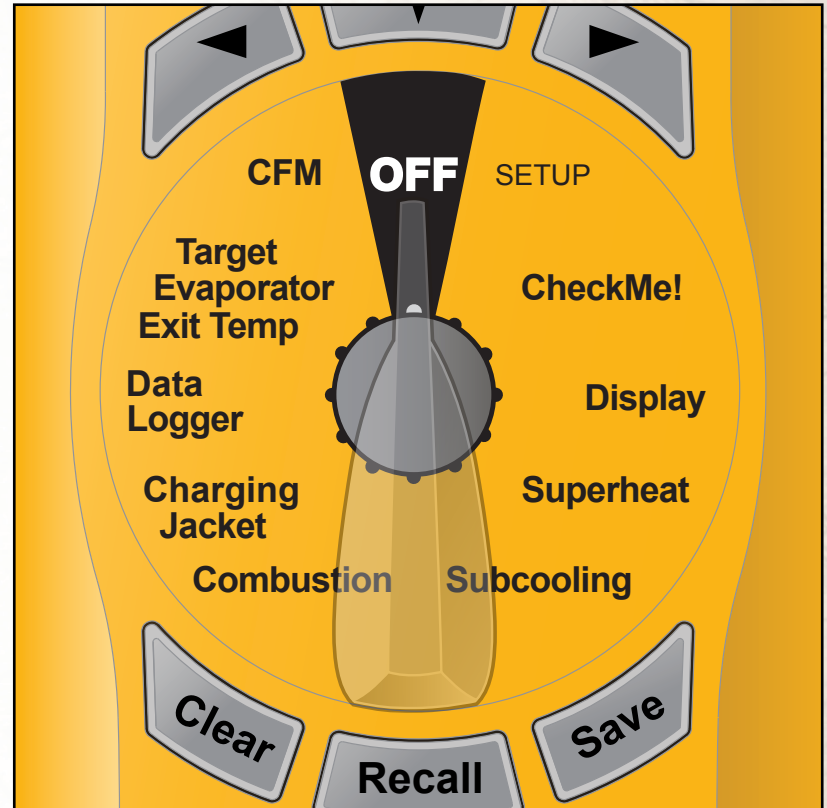 CFM
OFF
SETUP
Target
Evaporator
Exit Temp
CheckMe!
Data
Logger
Display
Charging
Jacket
Superheat
Combustion
Subcooling
Clear
Recall
Save